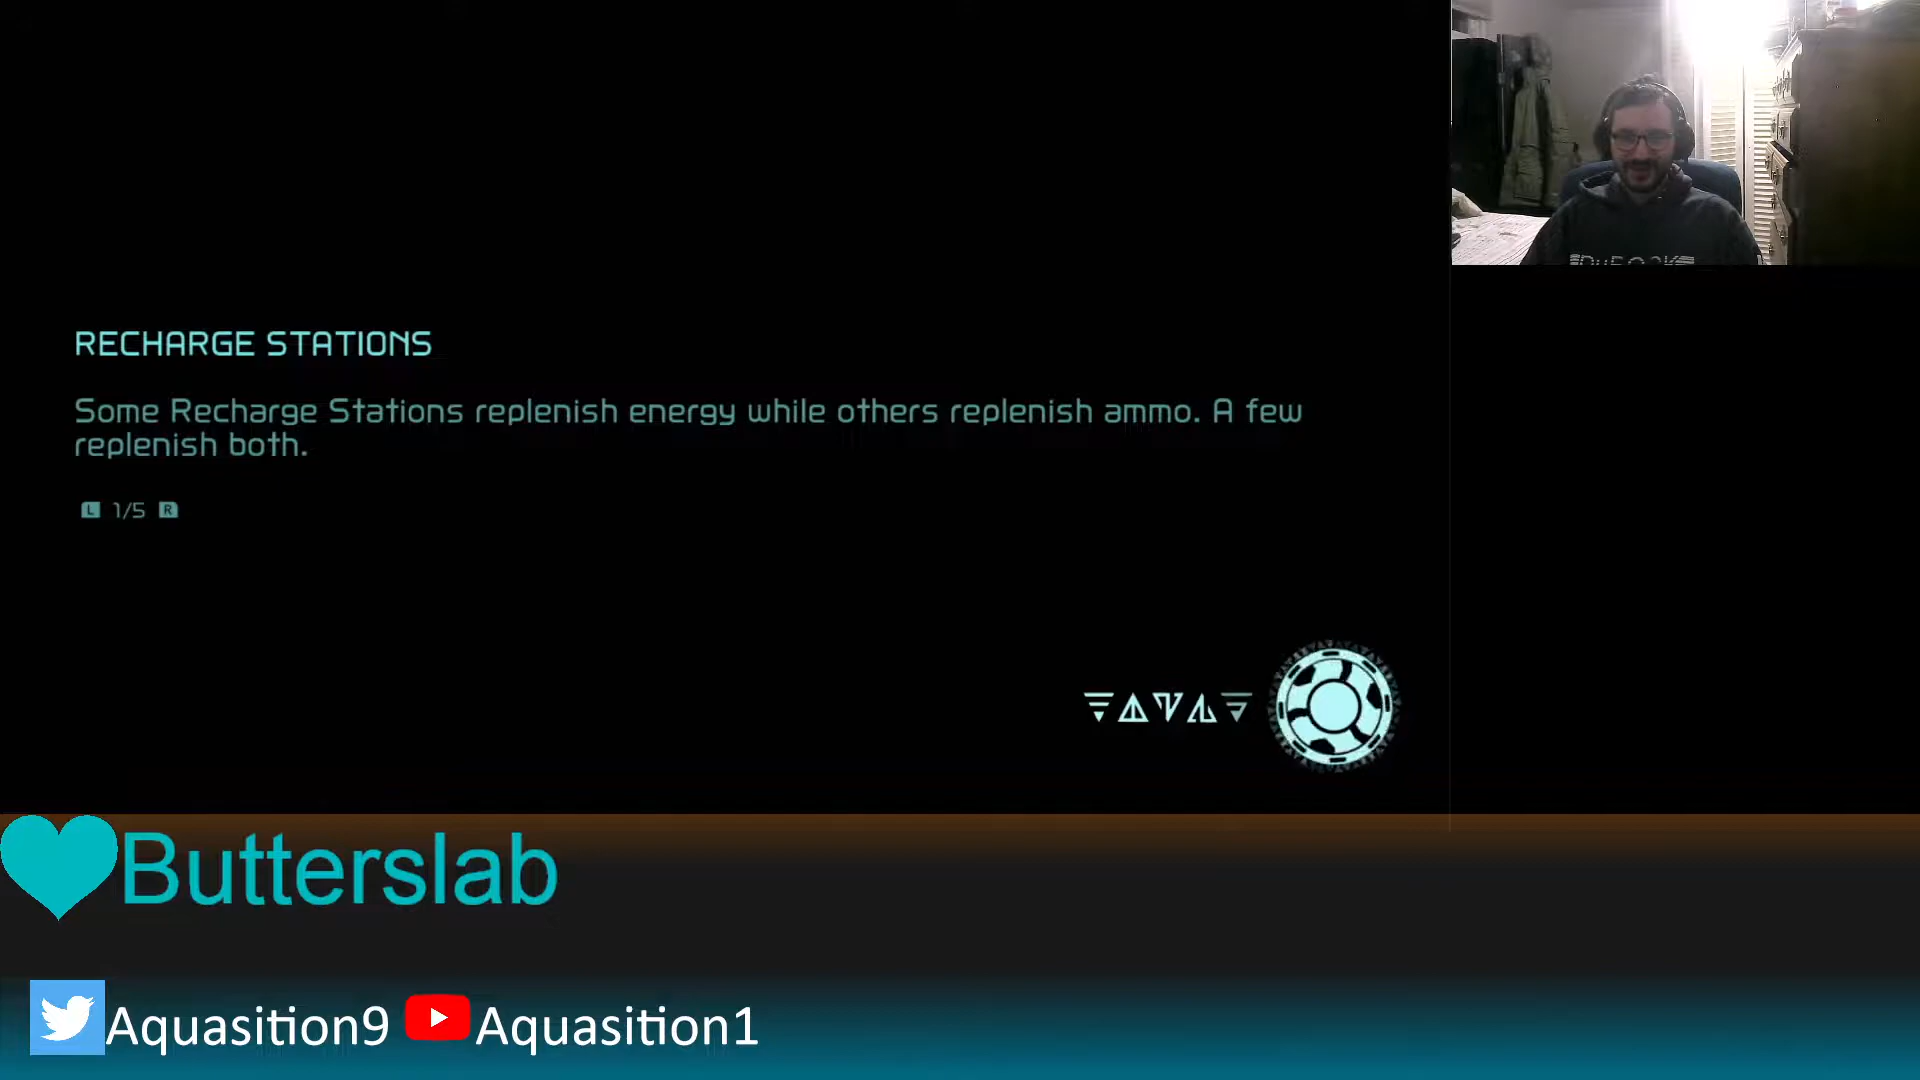 RECHARGE STATIONS
Some Recharge Stations replenish energy while others replenish ammo. A few
replenish both.
L 1/5 R
Butterslab
Aquasition9 Aquasition1